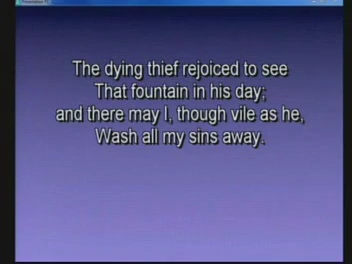 The dying thief rejoiced to see
That fountain in his day;
and there may I, though vile as he,
Wash all my sins away.